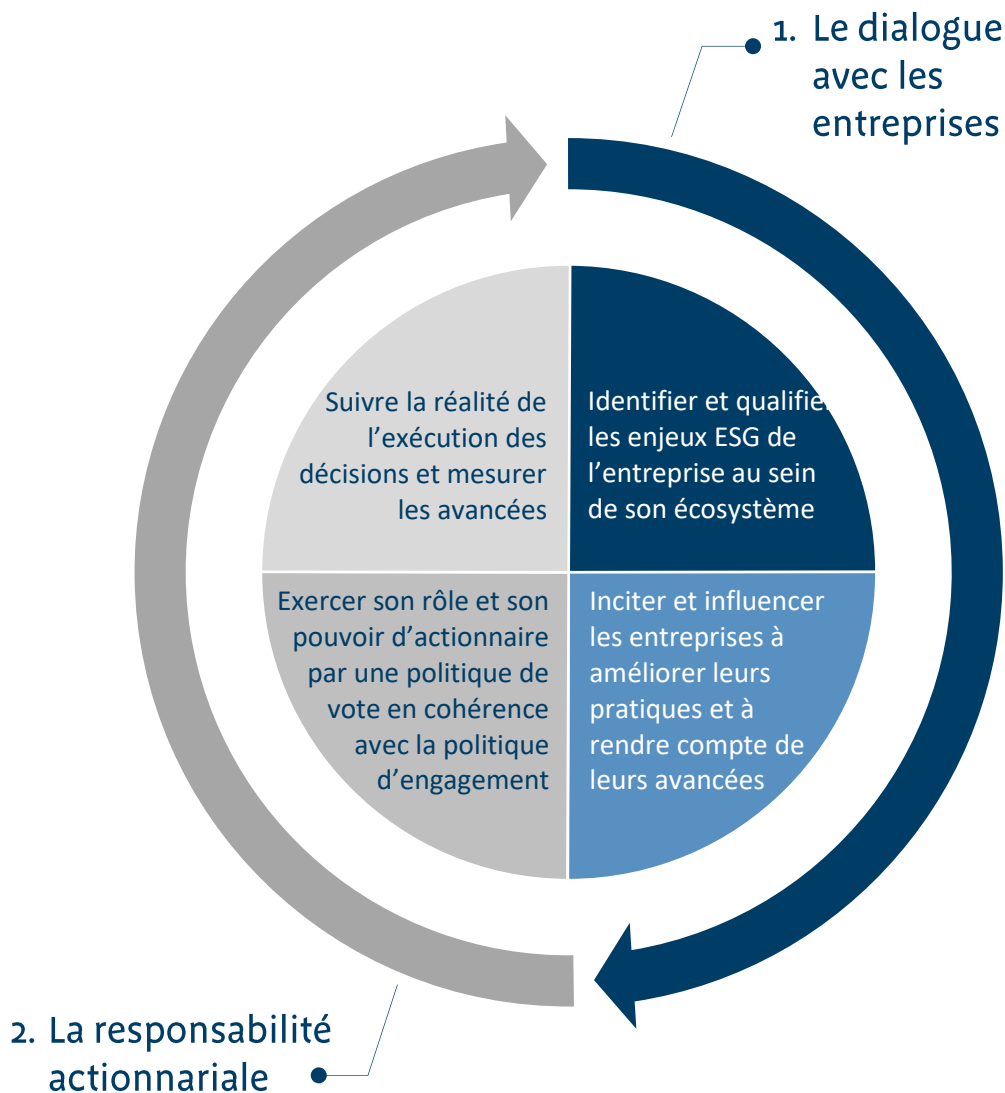 1. Le dialogue
avec les
entreprises
Suivre la réalité de
l’exécution des
décisions et mesurer
les avancées
Identifier et qualifier
les enjeux ESG de
l’entreprise au sein
de son écosystème
Exercer son rôle et son
pouvoir d’actionnaire
par une politique de
vote en cohérence
avec la politique
d’engagement
Inciter et influencer
les entreprises à
améliorer leurs
pratiques et à
rendre compte de
leurs avancées
2. La responsabilité
actionnariale